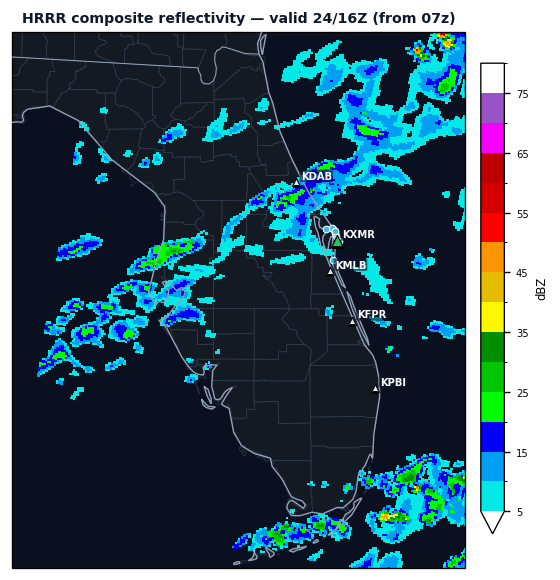 HRRR composite reflectivity — valid 24/16Z (from 07z)
KDAB
KXMR
KMLB
KFPR
KPBI
75
65
55
45
35
25
15
5
dBZ